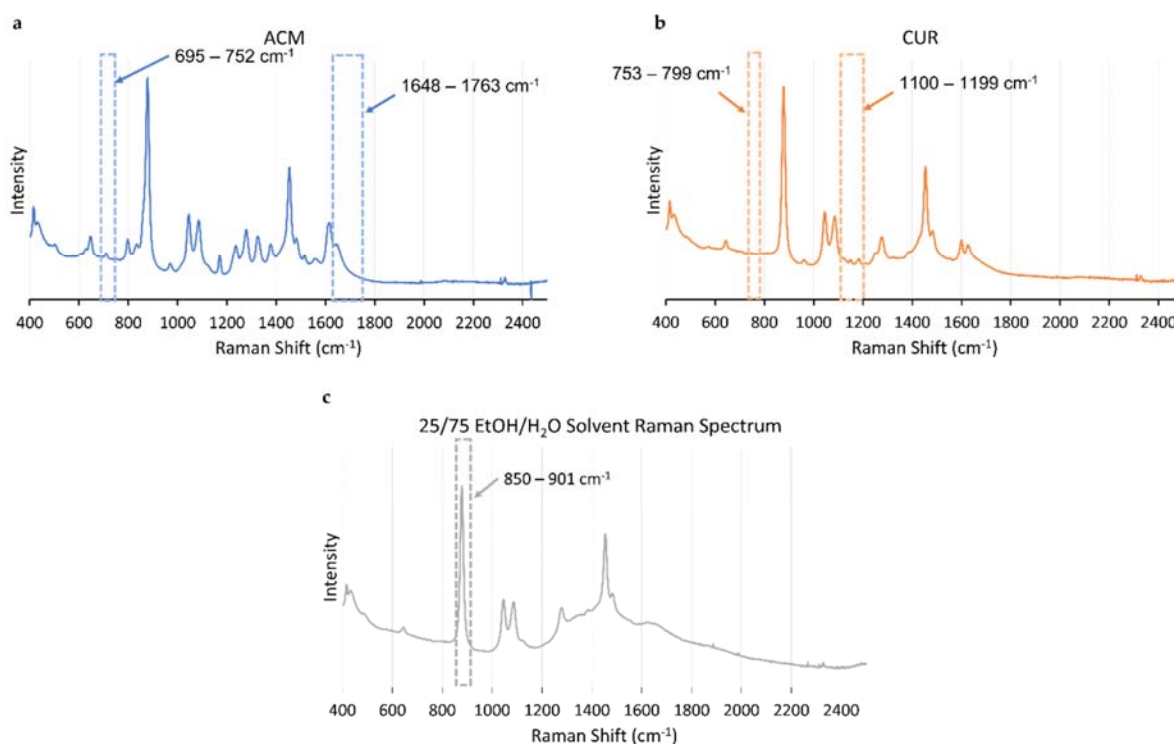 a
ACM
695 – 752 cm⁻¹
1648 – 1763 cm⁻¹
Intensity
400 600 800 1000 1200 1400 1600 1800 2000 2200 2400
Raman Shift (cm⁻¹)
b
CUR
753 – 799 cm⁻¹
1100 – 1199 cm⁻¹
Intensity
400 600 800 1000 1200 1400 1600 1800 2000 2200 2400
Raman Shift (cm⁻¹)
c
25/75 EtOH/H₂O Solvent Raman Spectrum
850 – 901 cm⁻¹
Intensity
400 600 800 1000 1200 1400 1600 1800 2000 2200 2400
Raman Shift (cm⁻¹)